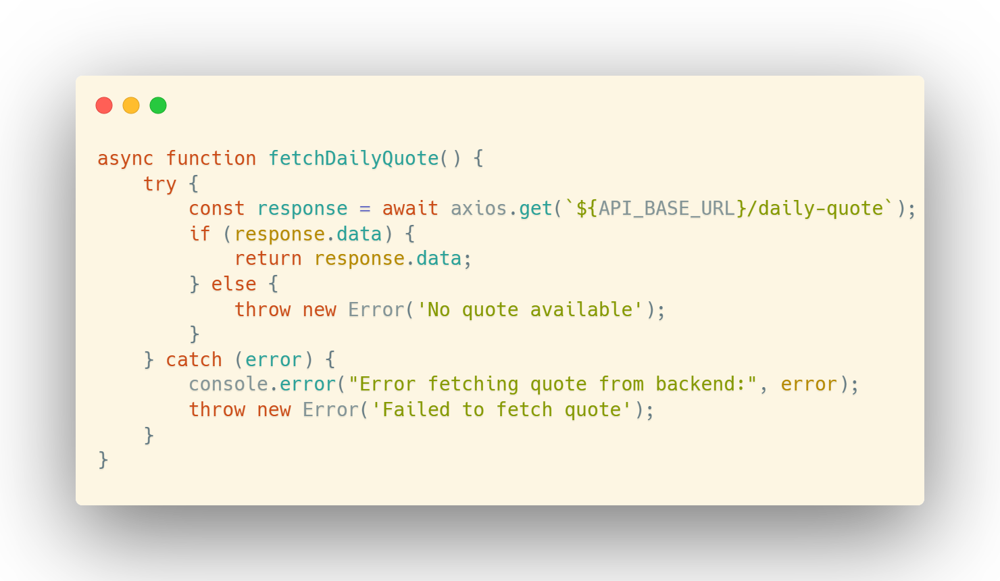 async function fetchDailyQuote() {
    try {
        const response = await axios.get(`${API_BASE_URL}/daily-quote`);
        if (response.data) {
            return response.data;
        } else {
            throw new Error('No quote available');
        }
    } catch (error) {
        console.error("Error fetching quote from backend:", error);
        throw new Error('Failed to fetch quote');
    }
}